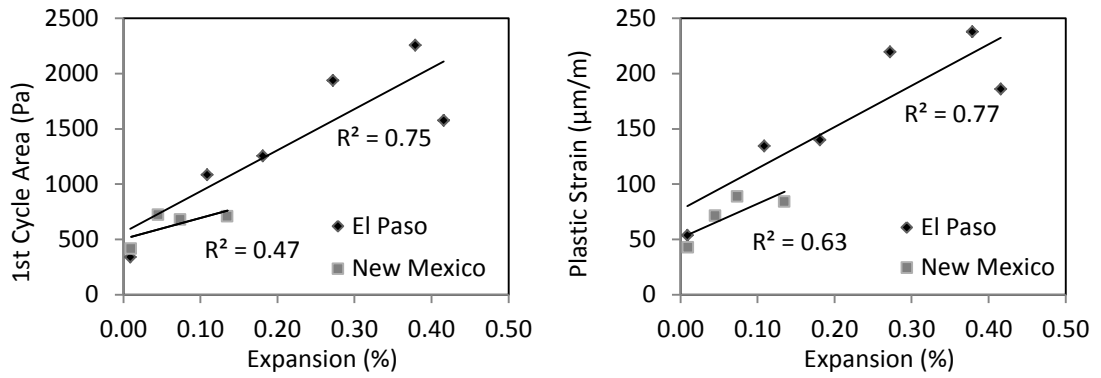 1st Cycle Area (Pa)
2500
2000
1500
1000
500
0
R² = 0.75
R² = 0.47
El Paso
New Mexico
0.00 0.10 0.20 0.30 0.40 0.50
Expansion (%)
Plastic Strain (μm/m)
250
200
150
100
50
0
R² = 0.77
R² = 0.63
El Paso
New Mexico
0.00 0.10 0.20 0.30 0.40 0.50
Expansion (%)